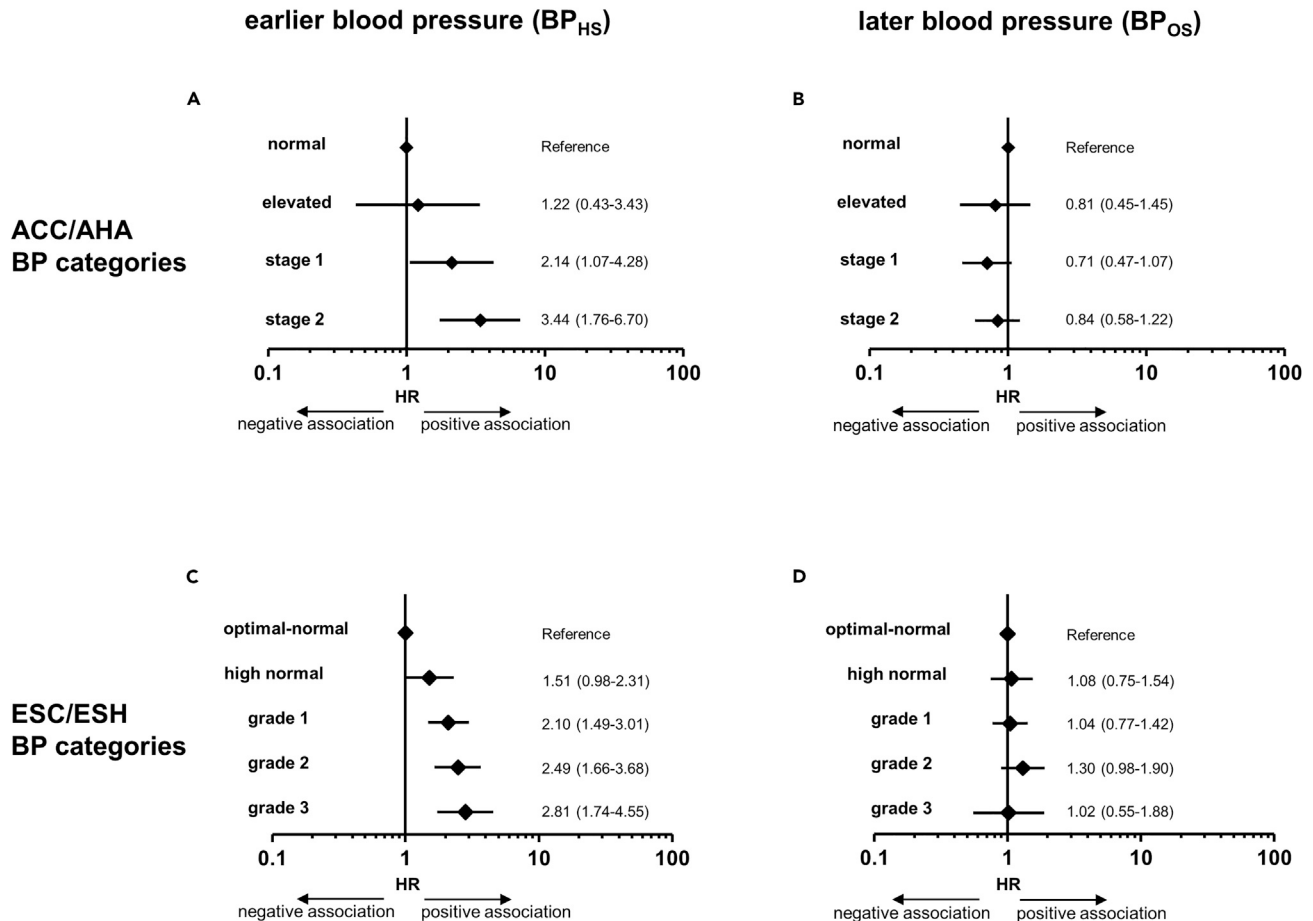 earlier blood pressure (BPHS)
later blood pressure (BPOS)
ACC/AHA
BP categories
A
normal
Reference
elevated
1.22 (0.43-3.43)
stage 1
2.14 (1.07-4.28)
stage 2
3.44 (1.76-6.70)
0.1 1 10 100
HR
negative association positive association
B
normal
Reference
elevated
0.81 (0.45-1.45)
stage 1
0.71 (0.47-1.07)
stage 2
0.84 (0.58-1.22)
0.1 1 10 100
HR
negative association positive association
ESC/ESH
BP categories
C
optimal-normal
Reference
high normal
1.51 (0.98-2.31)
grade 1
2.10 (1.49-3.01)
grade 2
2.49 (1.66-3.68)
grade 3
2.81 (1.74-4.55)
0.1 1 10 100
HR
negative association positive association
D
optimal-normal
Reference
high normal
1.08 (0.75-1.54)
grade 1
1.04 (0.77-1.42)
grade 2
1.30 (0.98-1.90)
grade 3
1.02 (0.55-1.88)
0.1 1 10 100
HR
negative association positive association